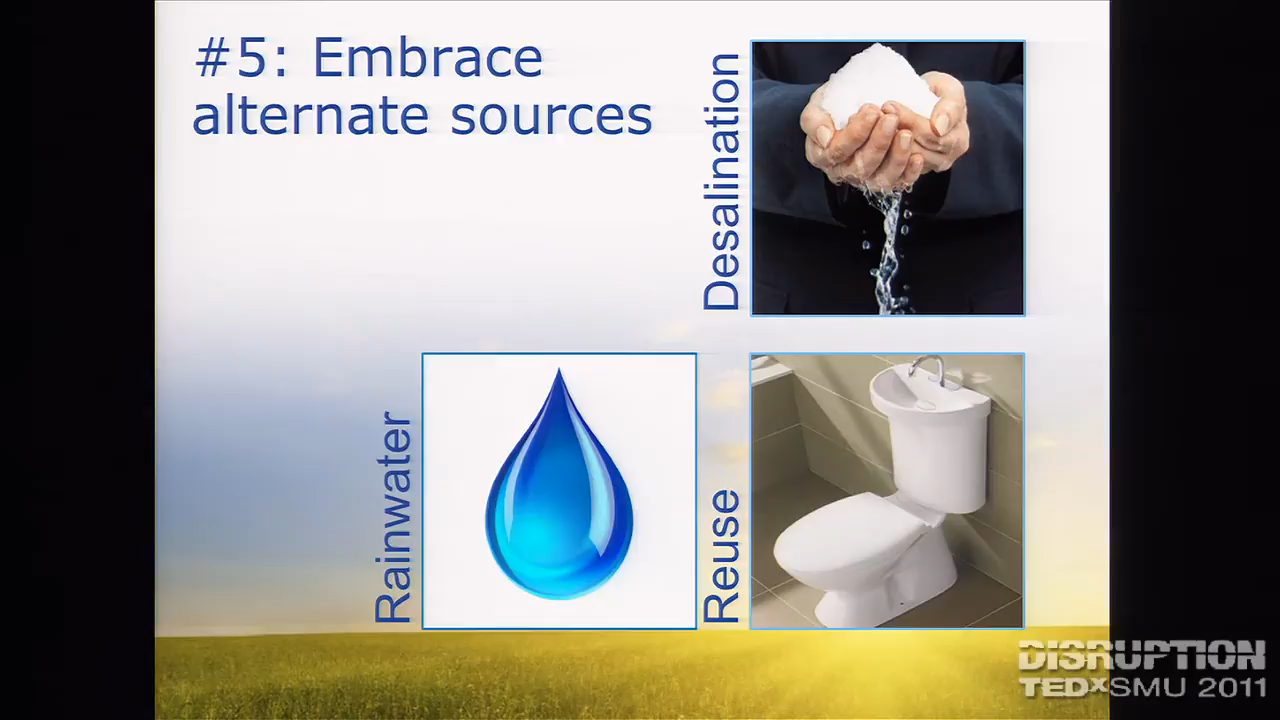 #5: Embrace
alternate sources
Desalination
Rainwater
Reuse
DISRUPTION
TEDxSMU 2011